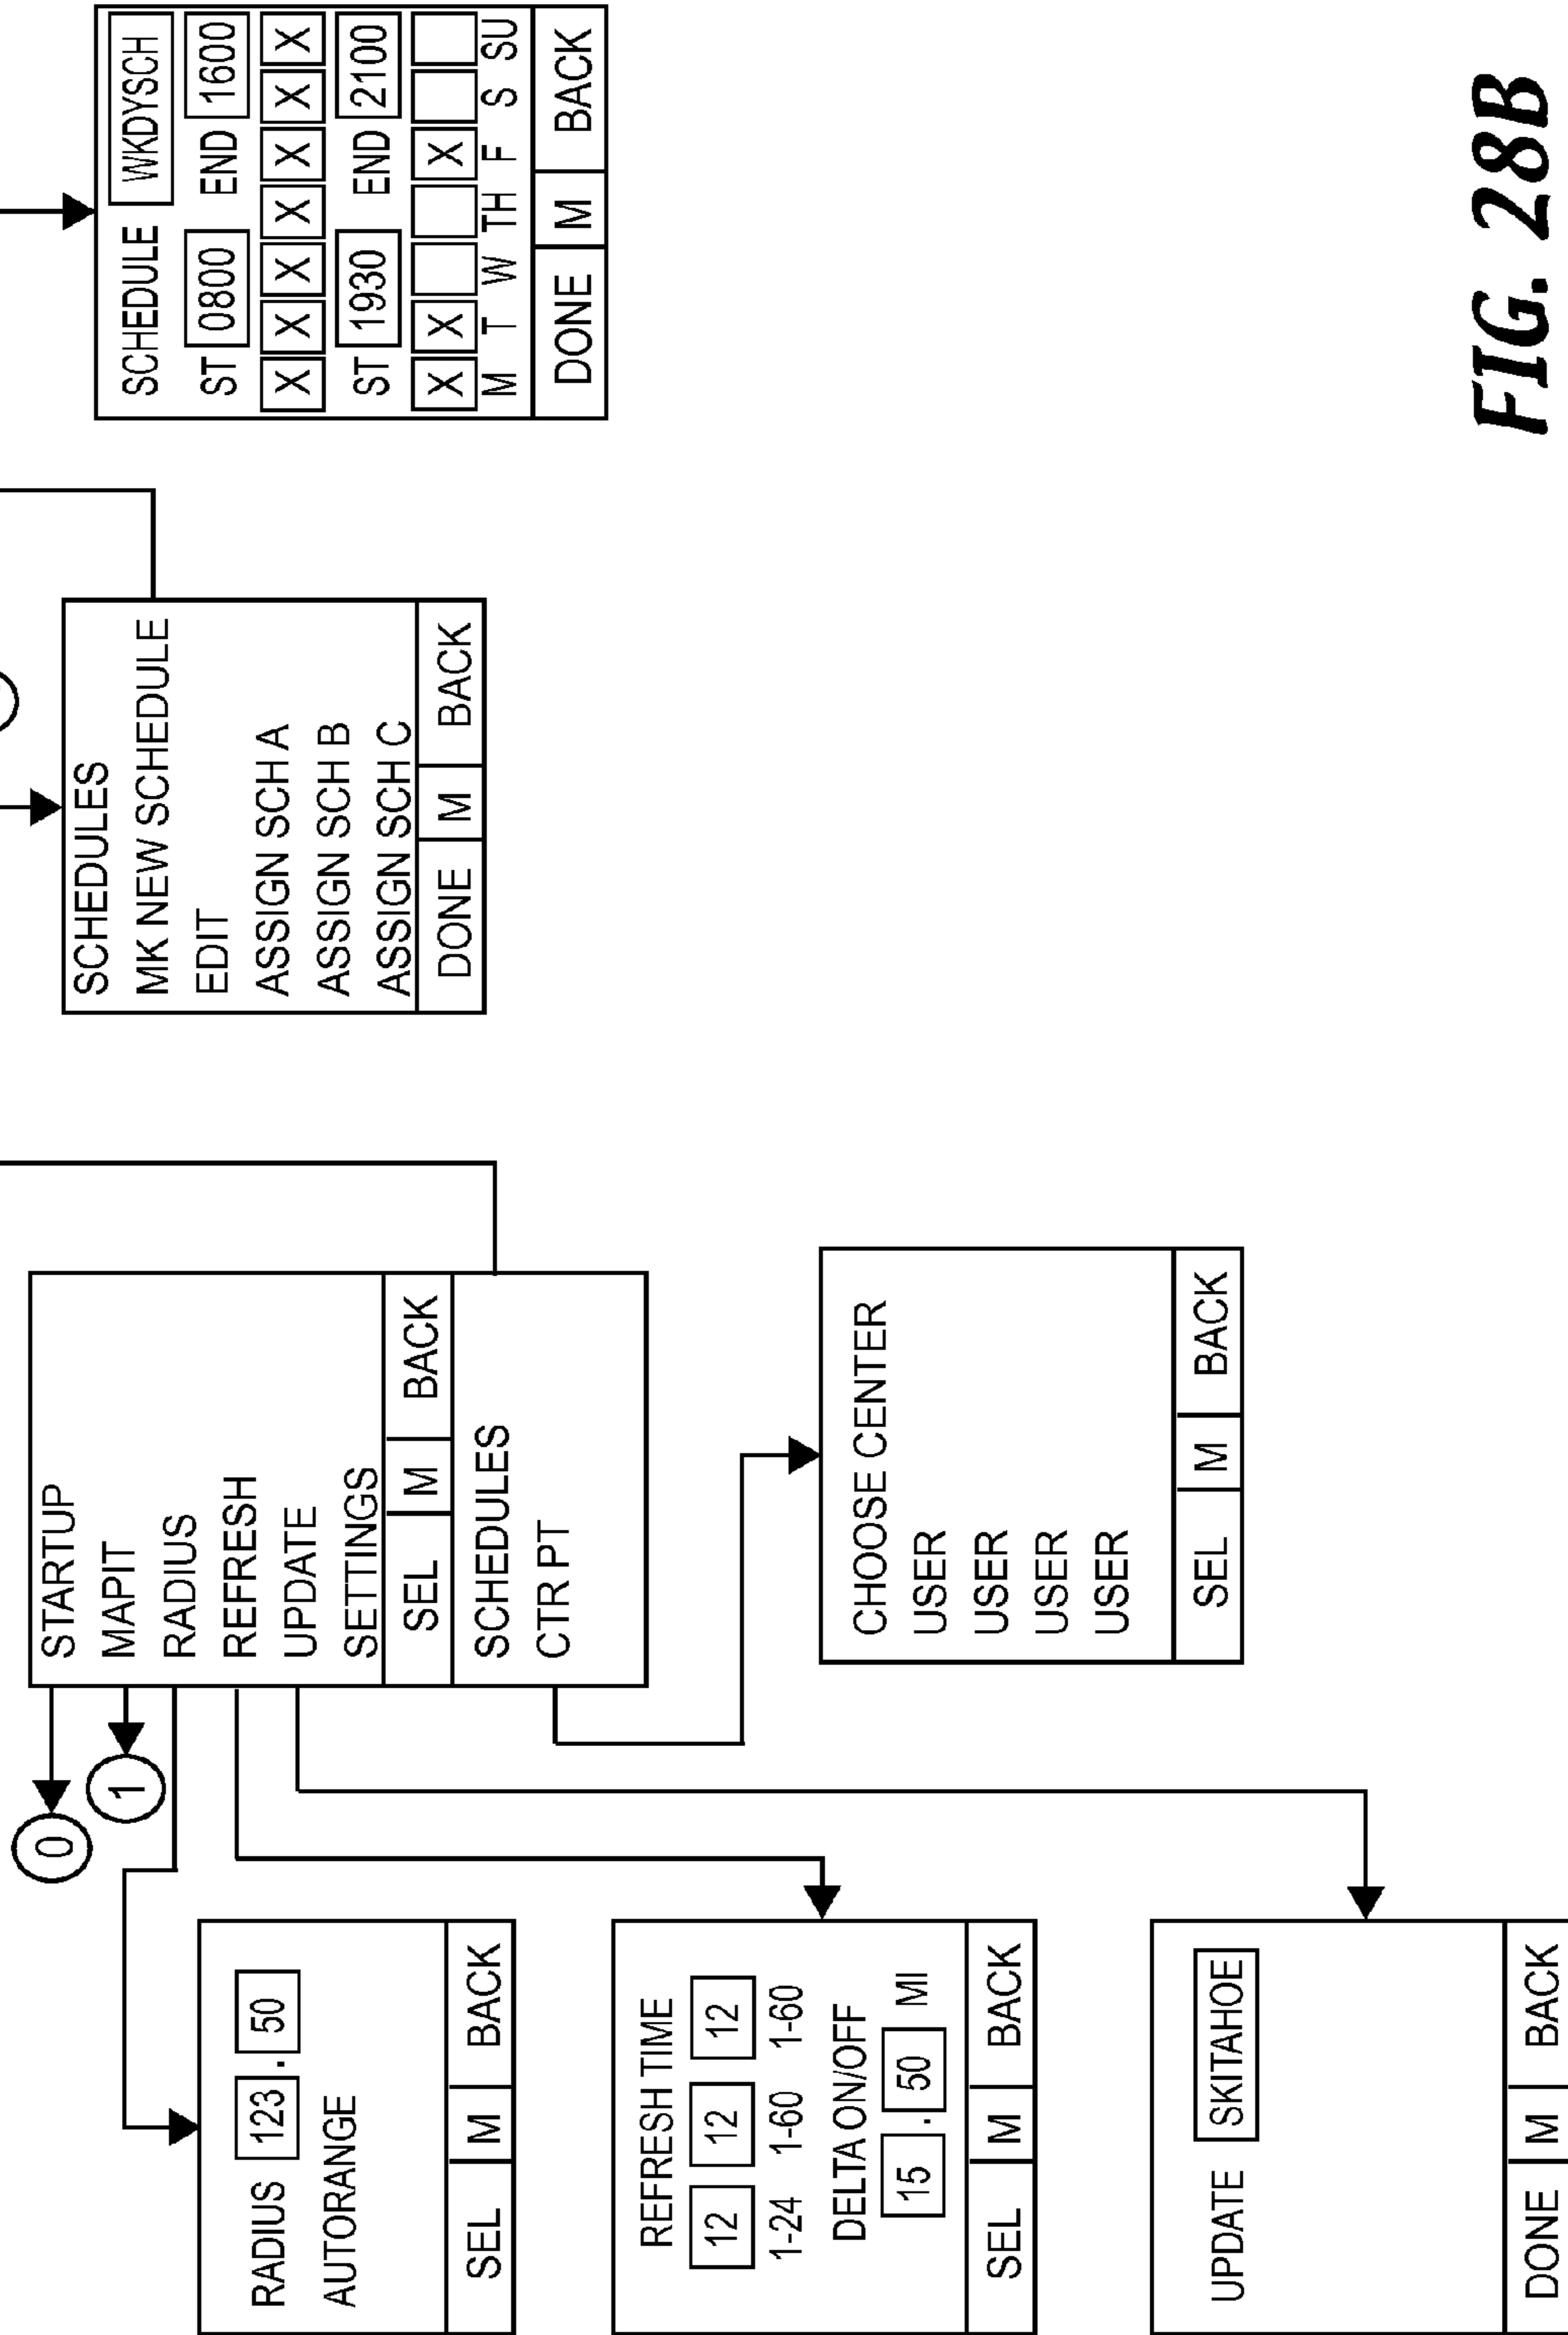 0
1
RADIUS 123 . 50
AUTORANGE
SEL M BACK
REFRESH TIME
12 12 12
1-24 1-60 1-60
DELTA ON/OFF
15 . 50 MI
SEL M BACK
UPDATE SKITAHOE
DONE M BACK
STARTUP
MAPIT
RADIUS
REFRESH
UPDATE
SETTINGS
SEL M BACK
SCHEDULES
CTR PT
CHOOSE CENTER
USER
USER
USER
USER
SEL M BACK
SCHEDULES
MK NEW SCHEDULE
EDIT
ASSIGN SCH A
ASSIGN SCH B
ASSIGN SCH C
DONE M BACK
SCHEDULE WKDYSCH
ST 0800 END 1600
X X X X X X X
ST 1930 END 2100
X X X
M T W TH F S SU
DONE M BACK
FIG. 28B